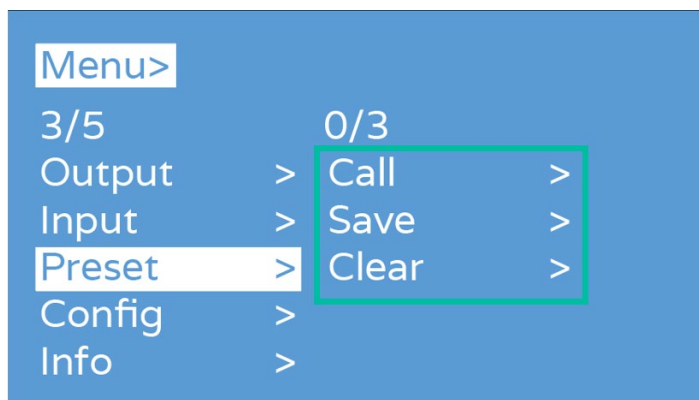 Menu>
3/5 0/3
Output > Call >
Input > Save >
Preset > Clear >
Config >
Info >